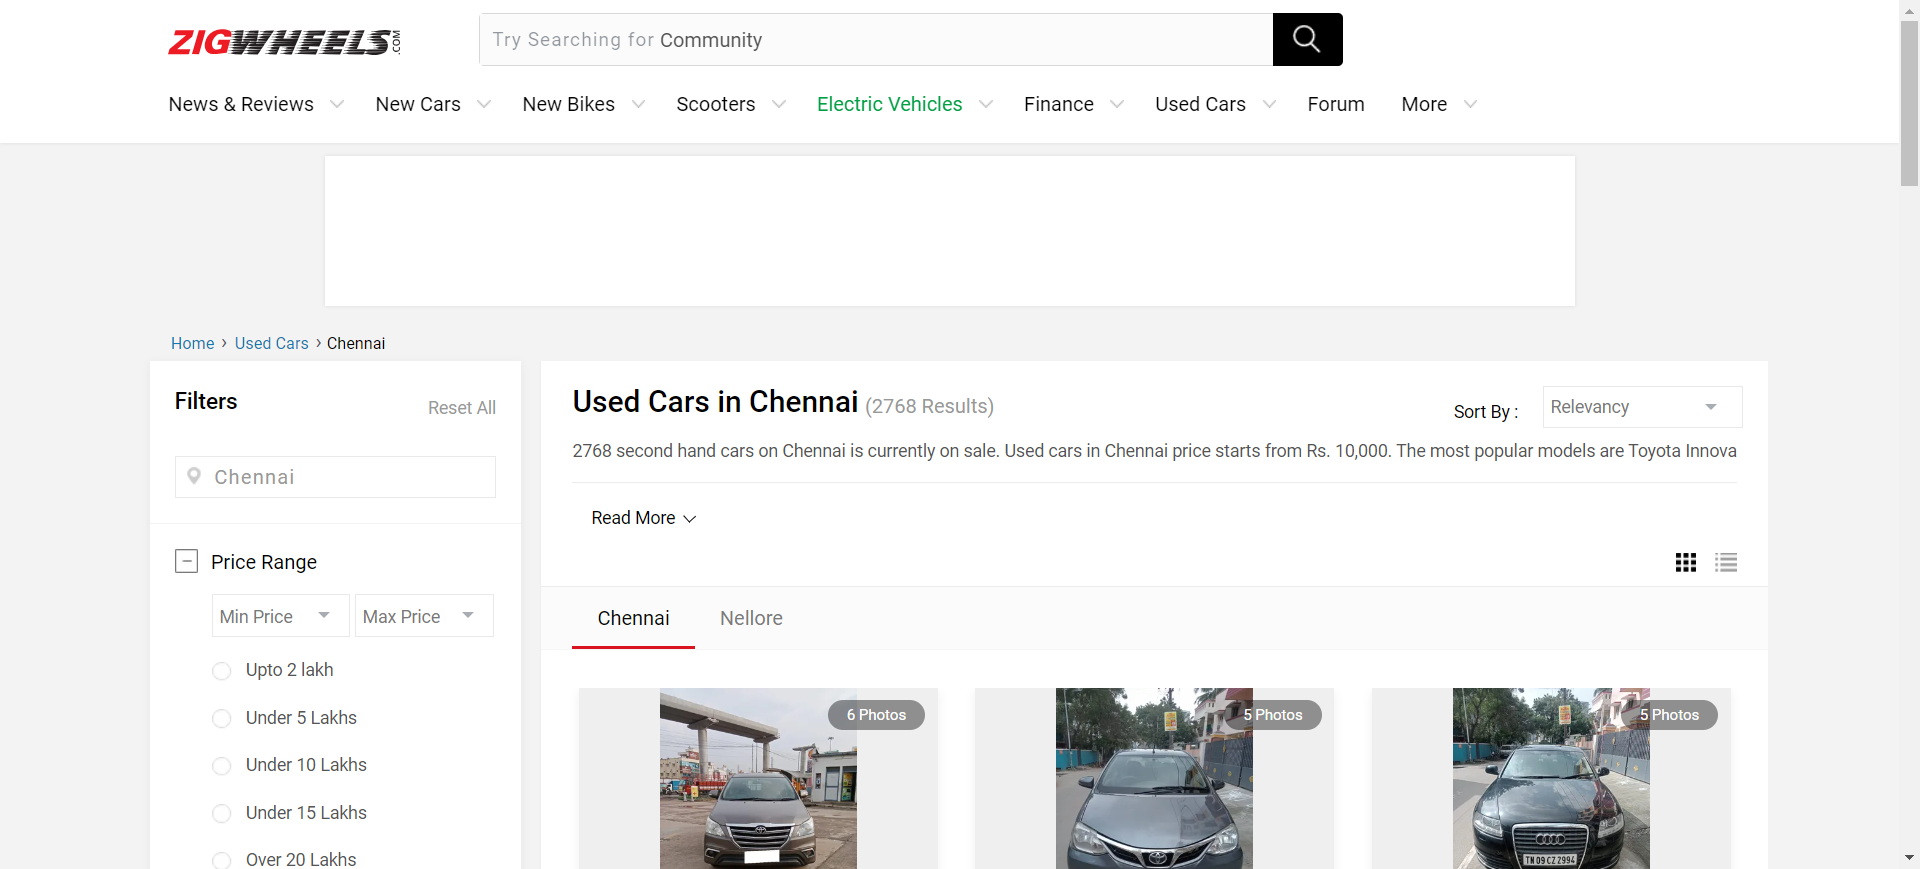 ZIGWHEELS.COM
Try Searching for Community
News & Reviews New Cars New Bikes Scooters Electric Vehicles Finance Used Cars Forum More
Home › Used Cars › Chennai
Filters
Reset All
Chennai
Price Range
Min Price Max Price
Upto 2 lakh
Under 5 Lakhs
Under 10 Lakhs
Under 15 Lakhs
Over 20 Lakhs
Used Cars in Chennai (2768 Results)
Sort By : Relevancy
2768 second hand cars on Chennai is currently on sale. Used cars in Chennai price starts from Rs. 10,000. The most popular models are Toyota Innova
Read More
Chennai Nellore
6 Photos
5 Photos
5 Photos
TN 09 CZ 2994